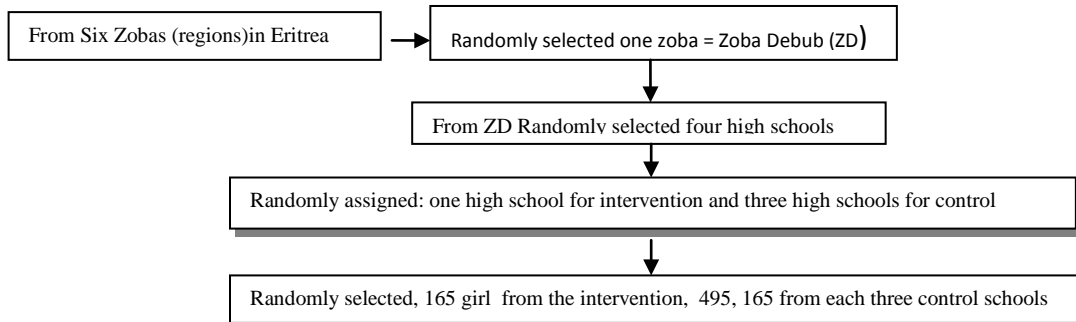 From Six Zobas (regions)in Eritrea
Randomly selected one zoba = Zoba Debub (ZD)
From ZD Randomly selected four high schools
Randomly assigned: one high school for intervention and three high schools for control
Randomly selected, 165 girl from the intervention, 495, 165 from each three control schools